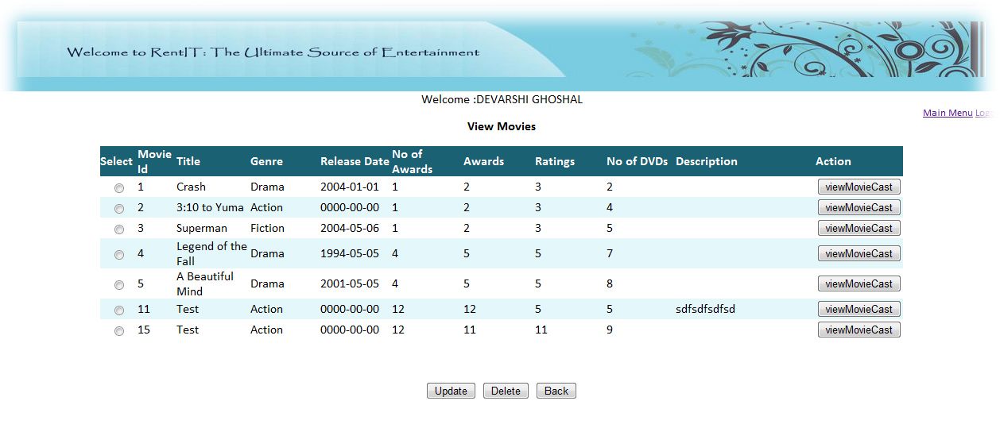 Welcome to RentIT: The Ultimate Source of Entertainment
Welcome :DEVARSHI GHOSHAL
Main Menu
View Movies
Select Movie Id Title Genre Release Date No of Awards Awards Ratings No of DVDs Description Action
1 Crash Drama 2004-01-01 1 2 3 2 viewMovieCast
2 3:10 to Yuma Action 0000-00-00 1 2 3 4 viewMovieCast
3 Superman Fiction 2004-05-06 1 2 3 5 viewMovieCast
4 Legend of the Fall Drama 1994-05-05 4 5 5 7 viewMovieCast
5 A Beautiful Mind Drama 2001-05-05 4 5 5 8 viewMovieCast
11 Test Action 0000-00-00 12 12 5 5 sdfsdfsdfsd viewMovieCast
15 Test Action 0000-00-00 12 11 11 9 viewMovieCast
Update Delete Back